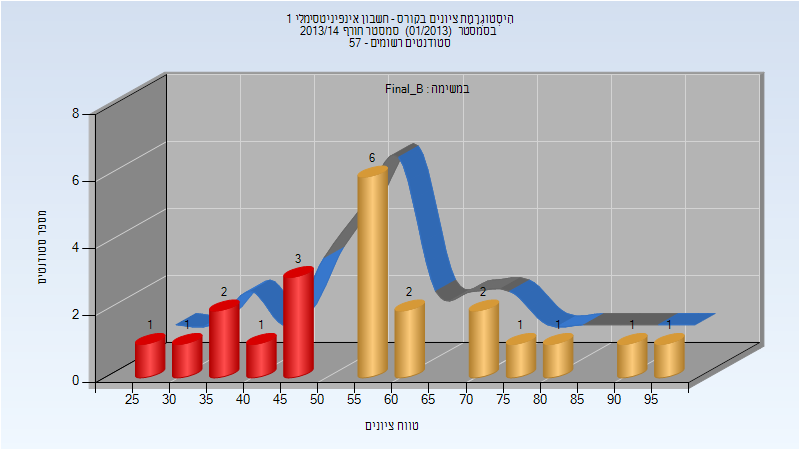 היסטוגרמת ציונים בקורס - חשבון אינפיניטסימלי 1
בסמסטר (01/2013) סמסטר חורף 2013/14
סטודנטים רשומים - 57
במשימה : Final_B
8
6
4
2
0
מספר סטודנטים
1
1
2
1
3
6
2
2
1
1
1
1
25 30 35 40 45 50 55 60 65 70 75 80 85 90 95
טווח ציונים